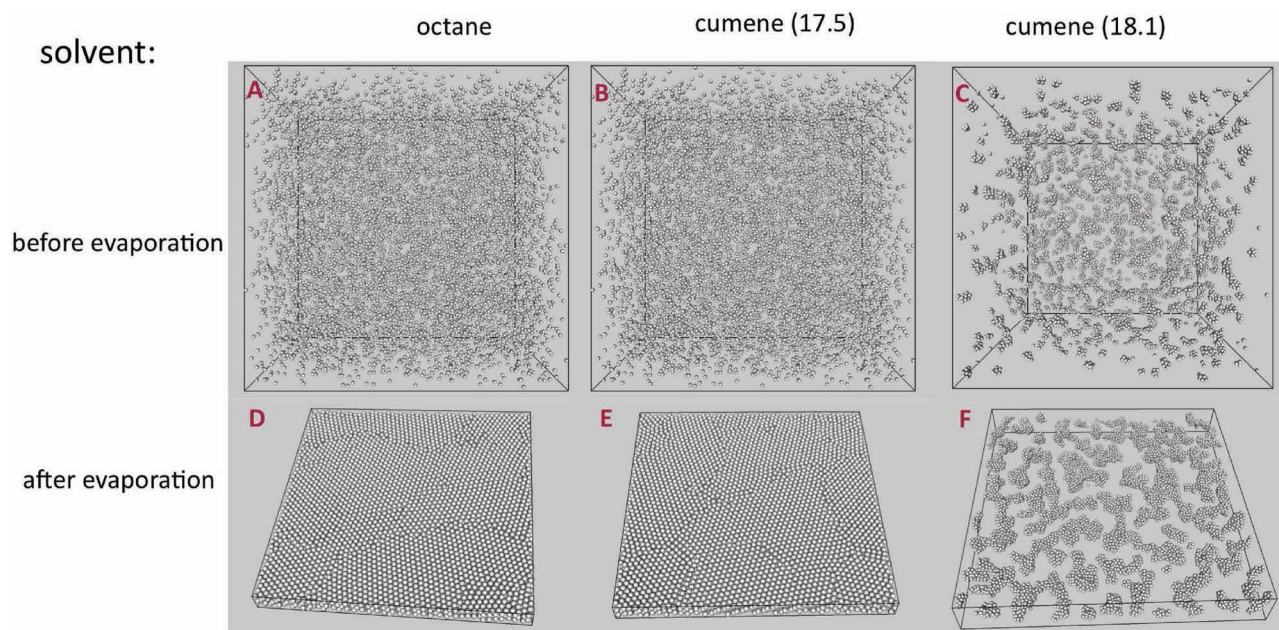 solvent:
octane
cumene (17.5)
cumene (18.1)
before evaporation
A
B
C
after evaporation
D
E
F